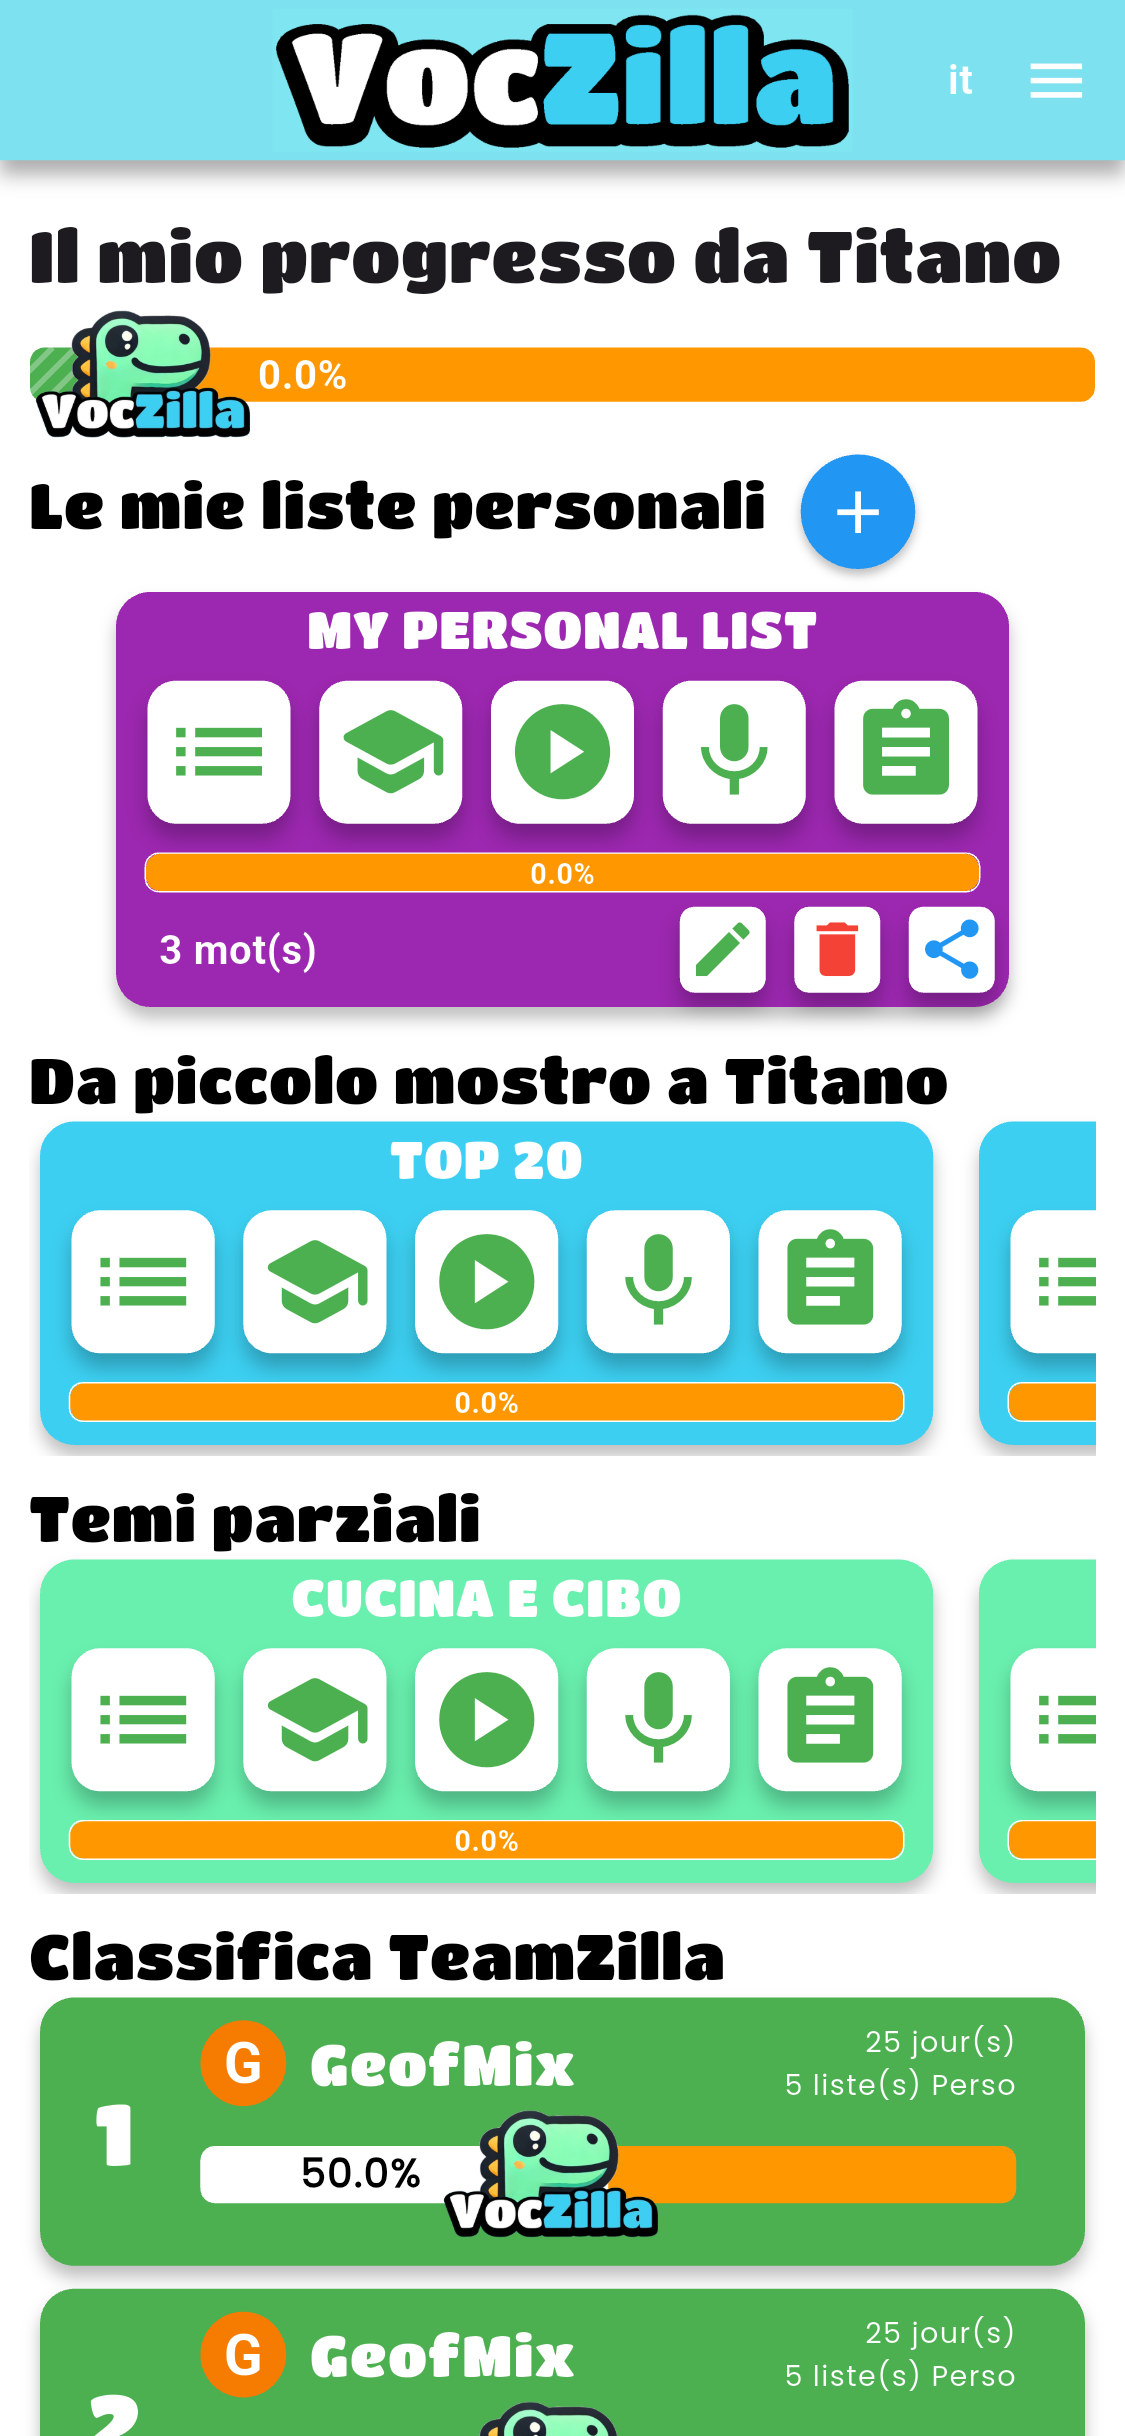 VocZilla
it
Il mio progresso da Titano
0.0%
VocZilla
Le mie liste personali
MY PERSONAL LIST
0.0%
3 mot(s)
Da piccolo mostro a Titano
TOP 20
0.0%
Temi parziali
CUCINA E CIBO
0.0%
Classifica TeamZilla
1
G
GeofMix
25 jour(s)
5 liste(s) Perso
50.0%
VocZilla
2
G
GeofMix
25 jour(s)
5 liste(s) Perso